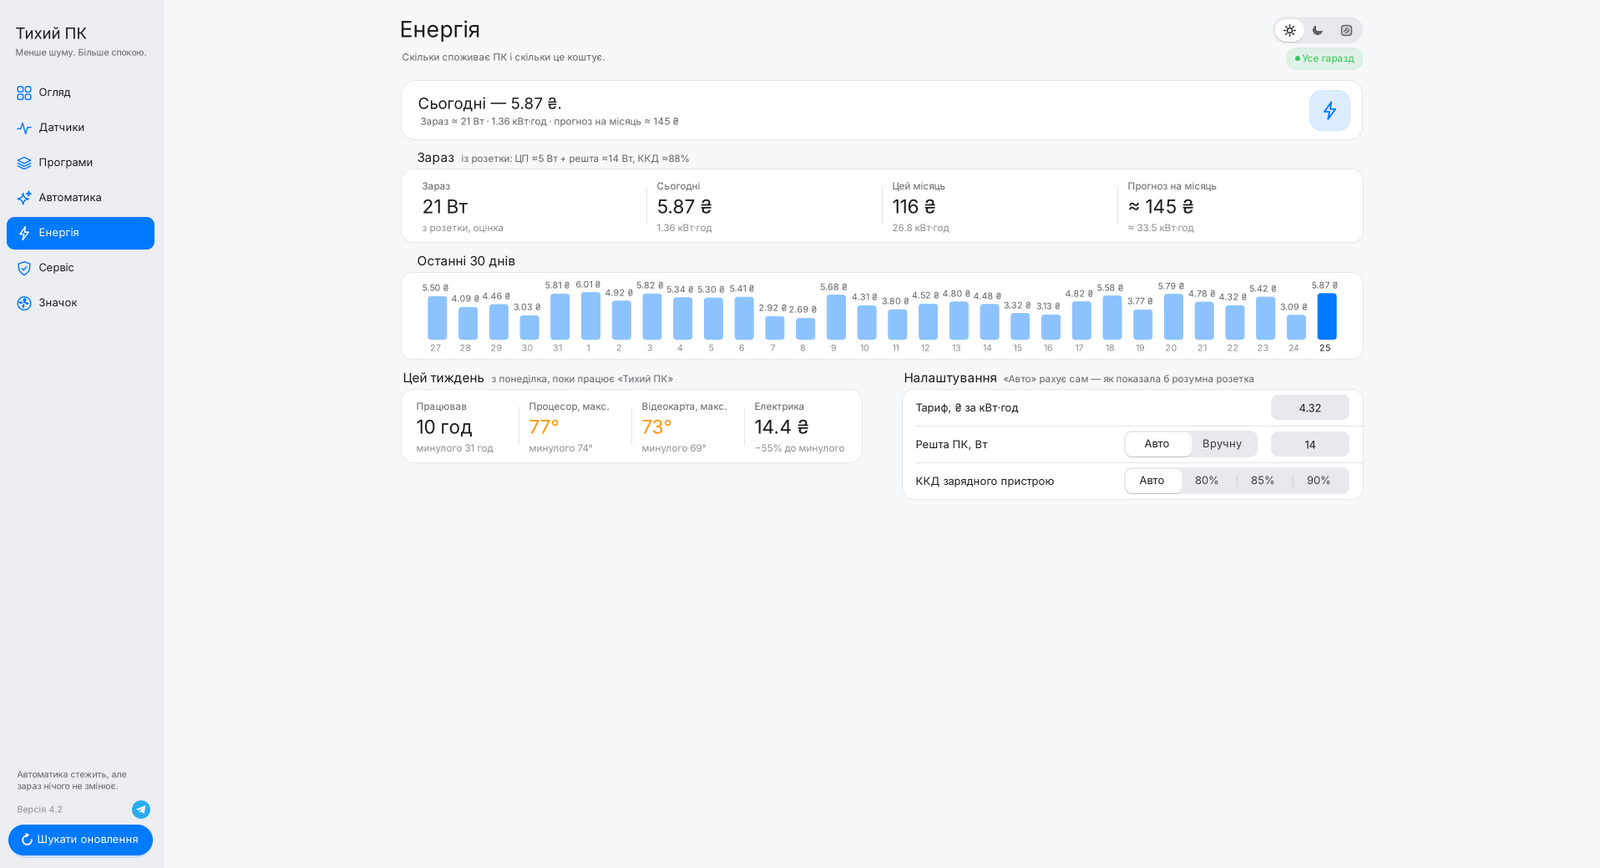 Тихий ПК
Менше шуму. Більше спокою.
Огляд
Датчики
Програми
Автоматика
Енергія
Сервіс
Значок
Автоматика стежить, але
зараз нічого не змінює.
Версія 4.2
Шукати оновлення
Енергія
Скільки споживає ПК і скільки це коштує.
Усе гаразд
Сьогодні — 5.87 ₴.
Зараз ≈ 21 Вт · 1.36 кВт·год · прогноз на місяць ≈ 145 ₴
Зараз із розетки: ЦП ≈5 Вт + решта ≈14 Вт, ККД ≈88%
Зараз Сьогодні Цей місяць Прогноз на місяць
21 Вт 5.87 ₴ 116 ₴ ≈ 145 ₴
з розетки, оцінка 1.36 кВт·год 26.8 кВт·год ≈ 33.5 кВт·год
Останні 30 днів
5.50 ₴ 4.09 ₴ 4.46 ₴ 3.03 ₴ 5.81 ₴ 6.01 ₴ 4.92 ₴ 5.82 ₴ 5.34 ₴ 5.30 ₴ 5.41 ₴ 2.92 ₴ 2.69 ₴ 5.68 ₴ 4.31 ₴ 3.80 ₴ 4.52 ₴ 4.80 ₴ 4.48 ₴ 3.32 ₴ 3.13 ₴ 4.82 ₴ 5.58 ₴ 3.77 ₴ 5.79 ₴ 4.78 ₴ 4.32 ₴ 5.42 ₴ 3.09 ₴ 5.87 ₴
27 28 29 30 31 1 2 3 4 5 6 7 8 9 10 11 12 13 14 15 16 17 18 19 20 21 22 23 24 25
Цей тиждень з понеділка, поки працює «Тихий ПК»
Працював Процесор, макс. Відеокарта, макс. Електрика
10 год 77° 73° 14.4 ₴
минулого 31 год минулого 74° минулого 69° −55% до минулого
Налаштування «Авто» рахує сам — як показала б розумна розетка
Тариф, ₴ за кВт·год 4.32
Решта ПК, Вт Авто Вручну 14
ККД зарядного пристрою Авто 80% 85% 90%